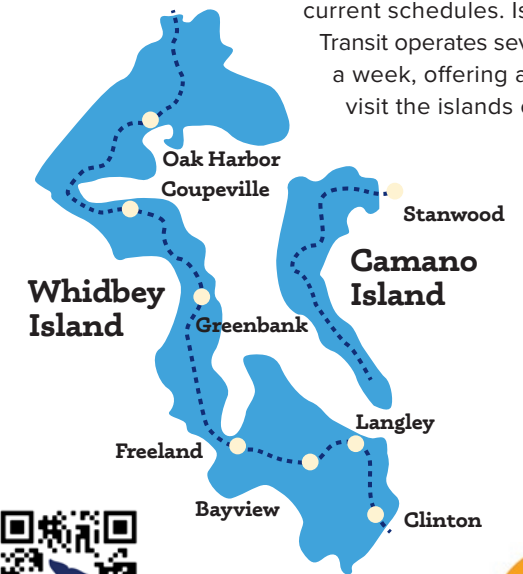 current schedules. Is
Transit operates sev
a week, offering a
visit the islands
Oak Harbor
Coupeville
Stanwood
Camano
Island
Whidbey
Island
Greenbank
Langley
Freeland
Bayview
Clinton